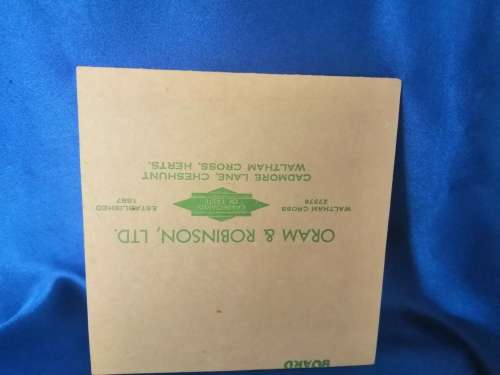 BOARD
ORAM & ROBINSON, LTD.
WALTHAM CROSS ESTABLISHED
CADMORE LANE, CHESHUNT
WALTHAM CROSS, HERTS.